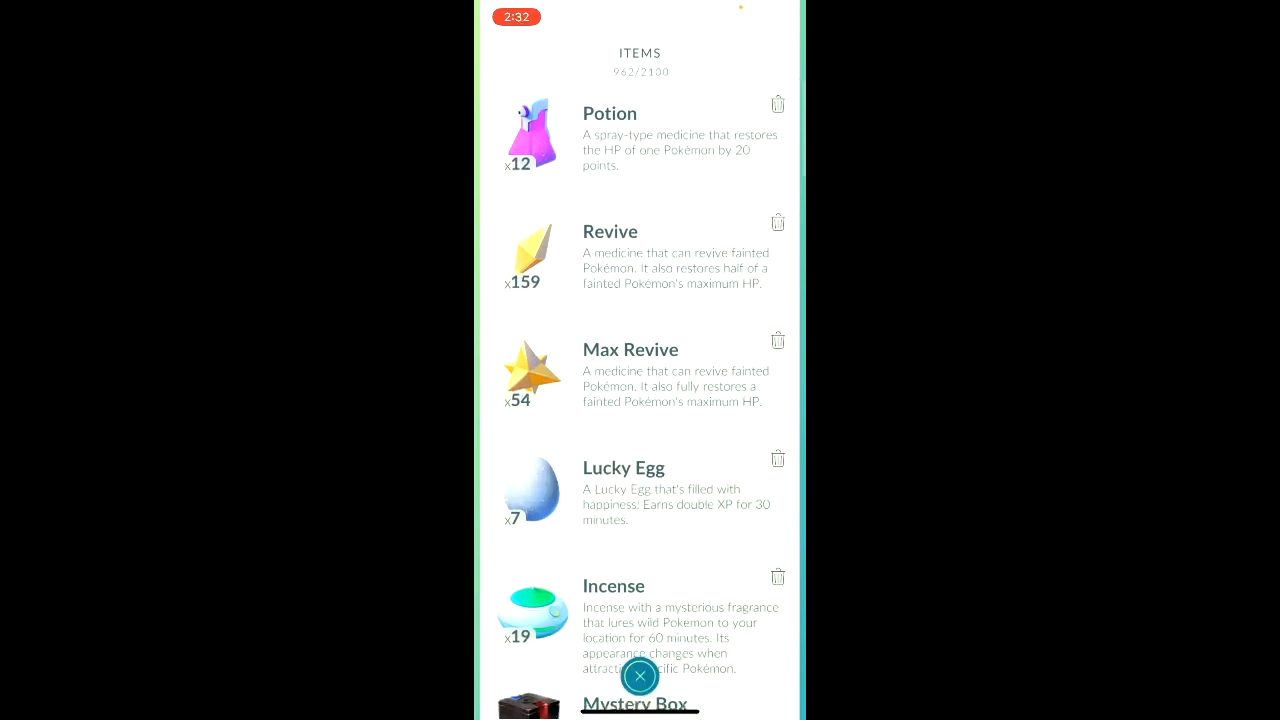 2:32
ITEMS
962/2100
Potion
A spray-type medicine that restores
the HP of one Pokémon by 20
points.
x12
Revive
A medicine that can revive fainted
Pokémon. It also restores half of a
fainted Pokémon's maximum HP.
x159
Max Revive
A medicine that can revive fainted
Pokémon. It also fully restores a
fainted Pokémon's maximum HP.
x54
Lucky Egg
A Lucky Egg that's filled with
happiness! Earns double XP for 30
minutes.
x7
Incense
Incense with a mysterious fragrance
that lures wild Pokémon to your
location for 60 minutes. Its
appearance changes when
Pokémon.
x19
Mystery Box